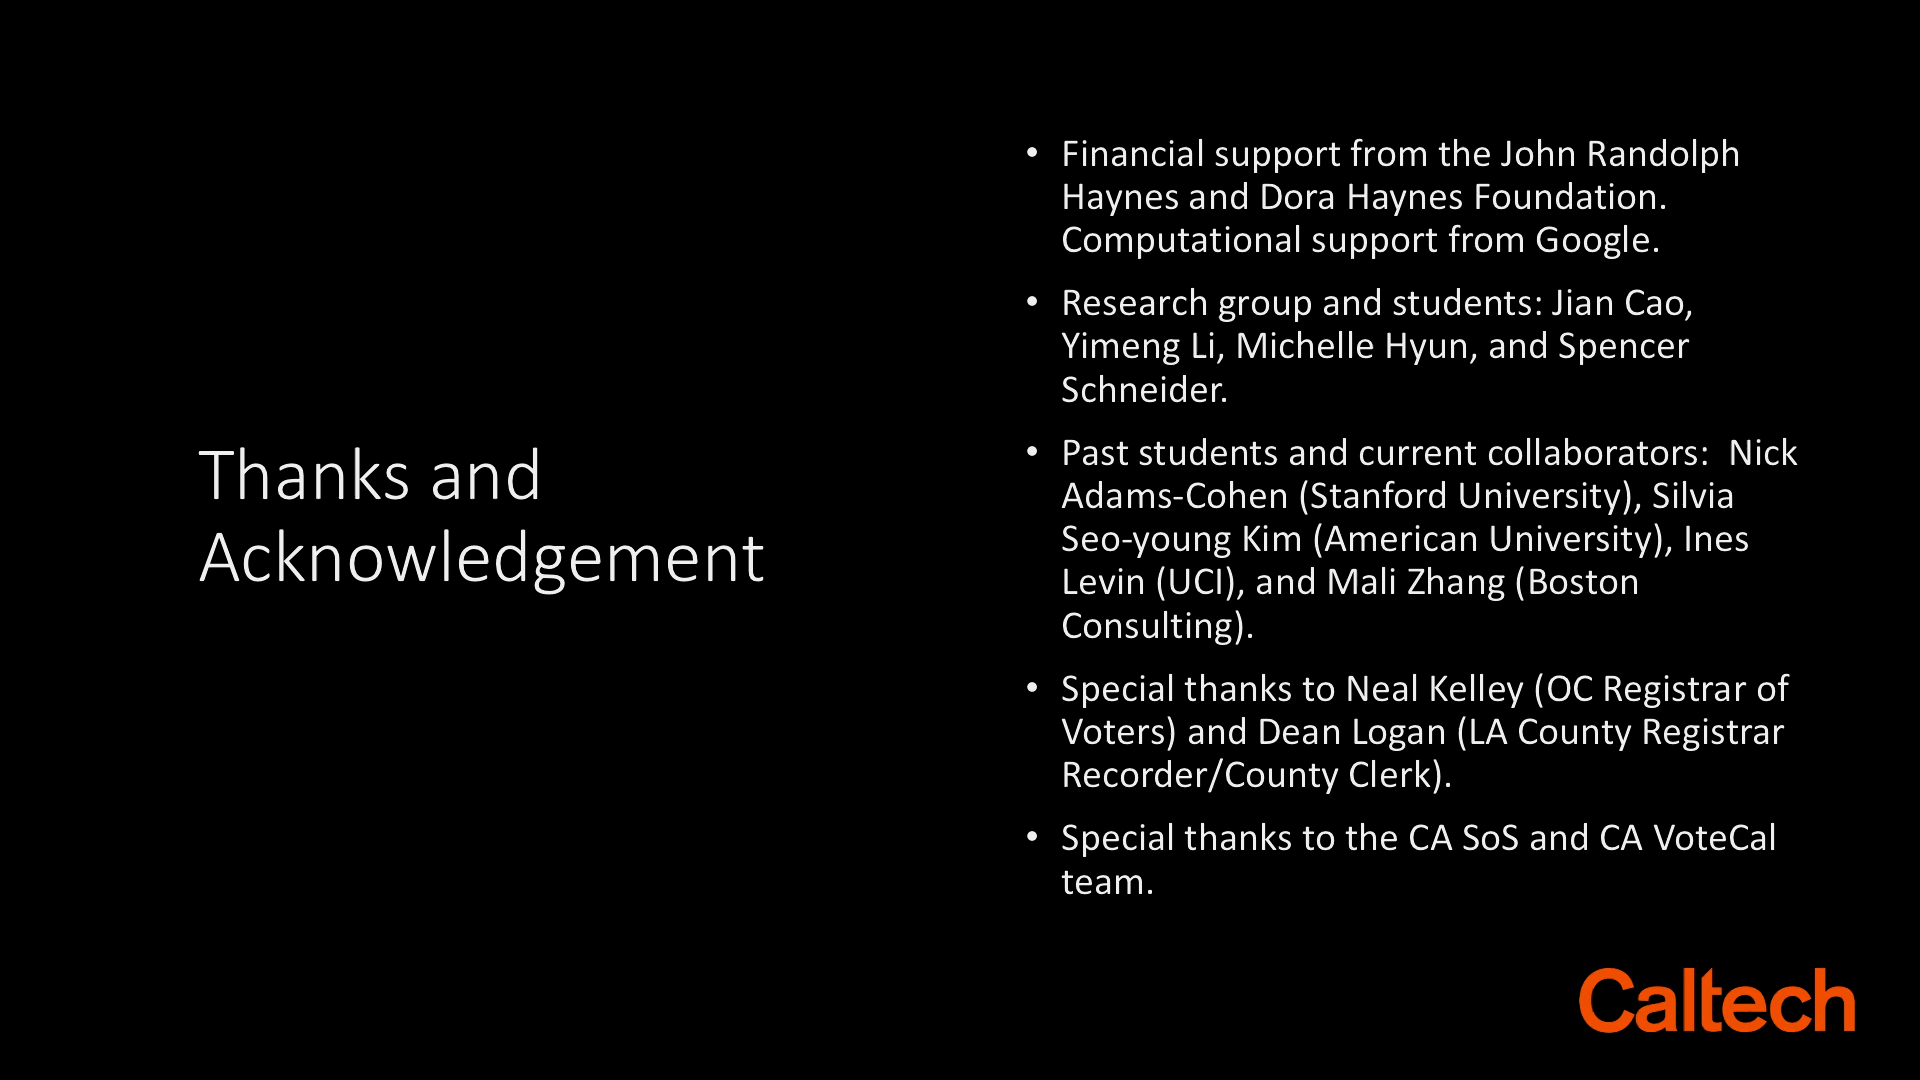 Thanks and
Acknowledgement
• Financial support from the John Randolph
Haynes and Dora Haynes Foundation.
Computational support from Google.
• Research group and students: Jian Cao,
Yimeng Li, Michelle Hyun, and Spencer
Schneider.
• Past students and current collaborators:  Nick
Adams-Cohen (Stanford University), Silvia
Seo-young Kim (American University), Ines
Levin (UCI), and Mali Zhang (Boston
Consulting).
• Special thanks to Neal Kelley (OC Registrar of
Voters) and Dean Logan (LA County Registrar
Recorder/County Clerk).
• Special thanks to the CA SoS and CA VoteCal
team.
Caltech